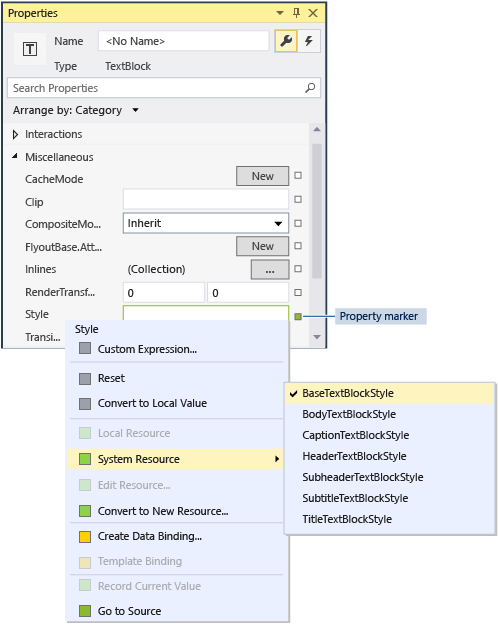 Properties
Name <No Name>
Type TextBlock
Search Properties
Arrange by: Category
Interactions
Miscellaneous
CacheMode New
Clip
CompositeMo... Inherit
FlyoutBase.Att... New
Inlines (Collection) ...
RenderTransf... 0 0
Style
Property marker
Transi...
Style
Custom Expression...
Reset
Convert to Local Value
Local Resource
System Resource
Edit Resource...
Convert to New Resource...
Create Data Binding...
Template Binding
Record Current Value
Go to Source
BaseTextBlockStyle
BodyTextBlockStyle
CaptionTextBlockStyle
HeaderTextBlockStyle
SubheaderTextBlockStyle
SubtitleTextBlockStyle
TitleTextBlockStyle